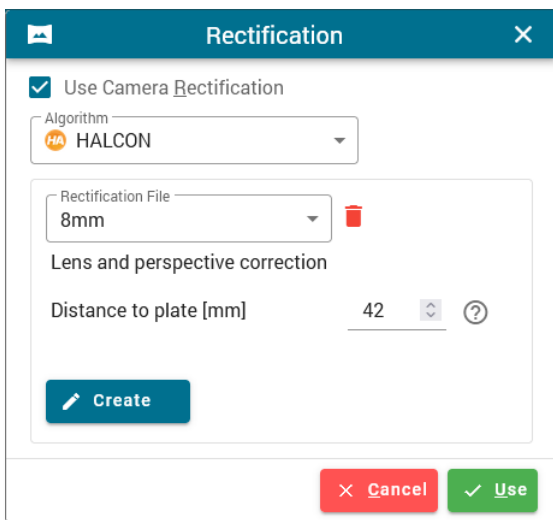 Rectification
Use Camera Rectification
Algorithm
HA HALCON
Rectification File
8mm
Lens and perspective correction
Distance to plate [mm] 42 ?
Create
Cancel Use